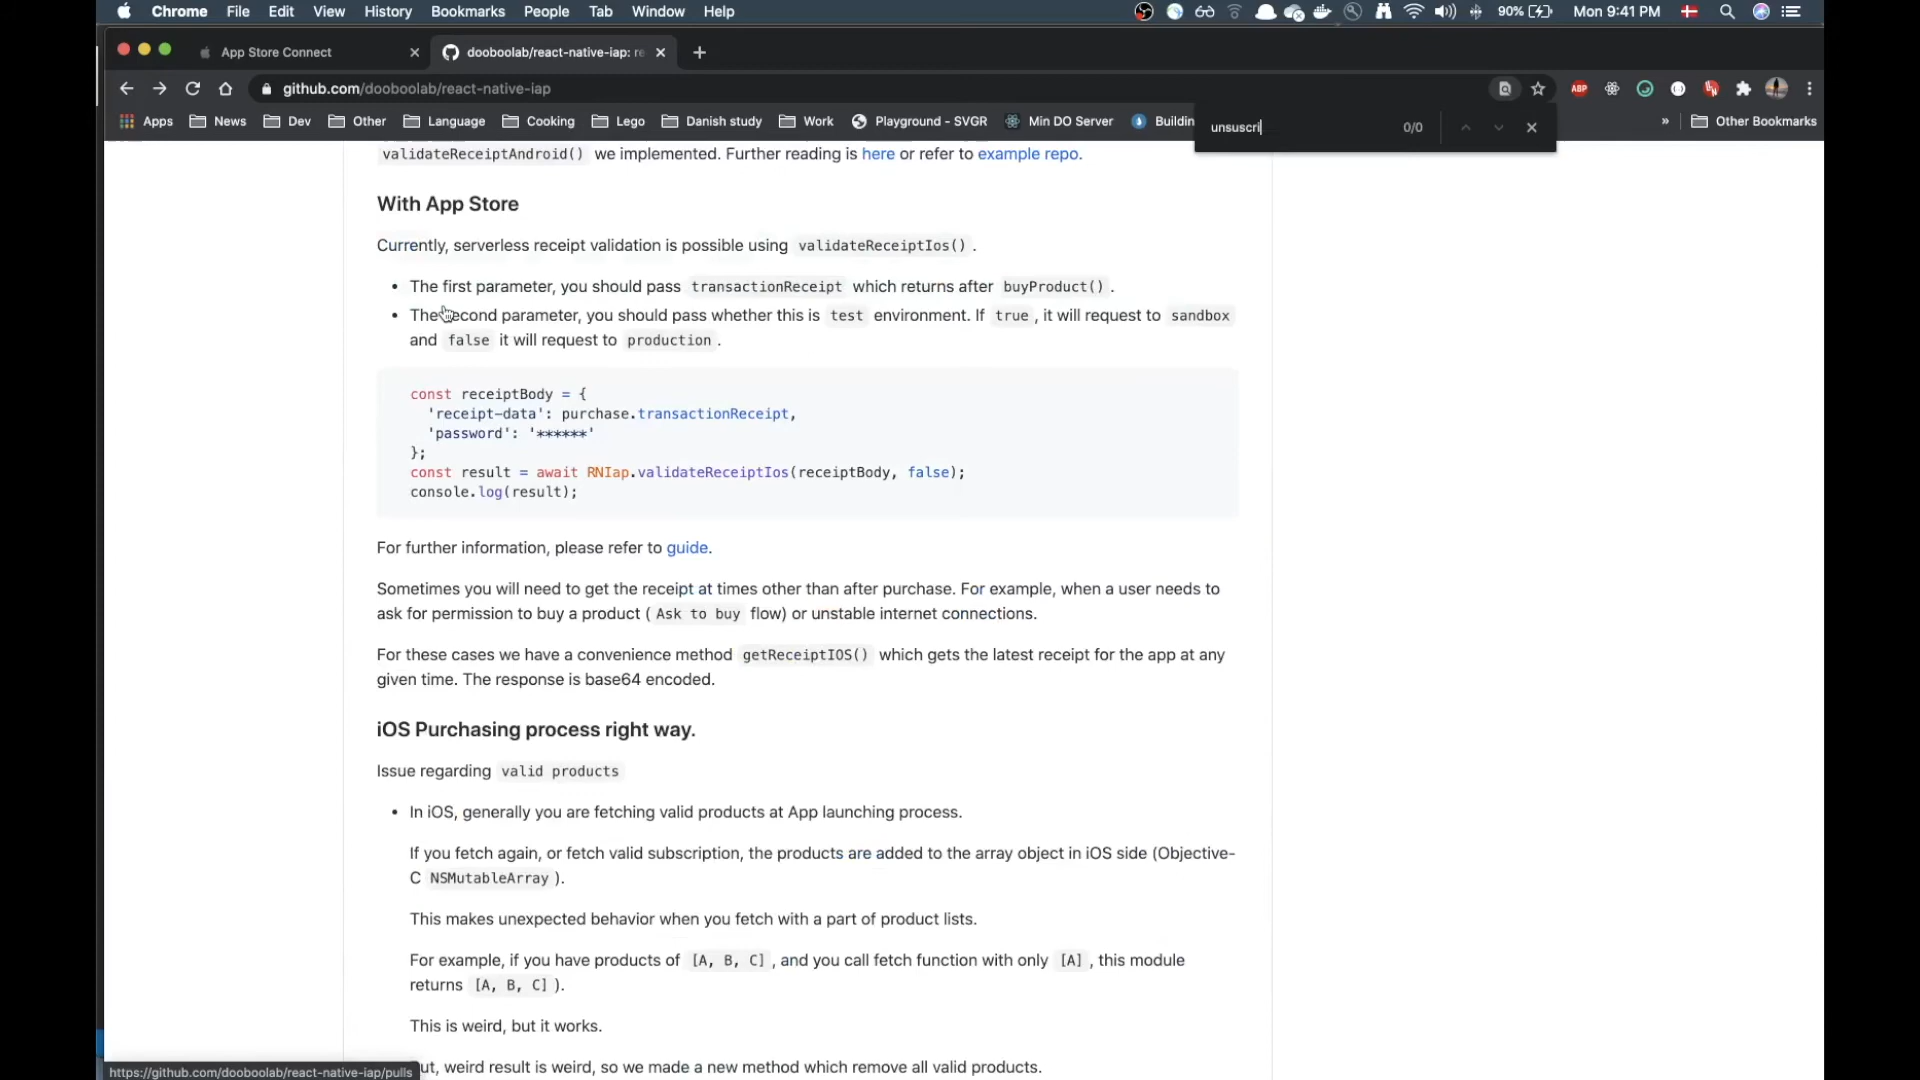 Chrome File Edit View History Bookmarks People Tab Window Help
90% Mon 9:41 PM
App Store Connect
dooboolab/react-native-iap: re
github.com/dooboolab/react-native-iap
ABP
Apps News Dev Other Language Cooking Lego Danish study Work Playground - SVGR Min DO Server Buildin
» Other Bookmarks
unsuscri 0/0
validateReceiptAndroid() we implemented. Further reading is here or refer to example repo.
With App Store
Currently, serverless receipt validation is possible using validateReceiptIos() .
• The first parameter, you should pass transactionReceipt which returns after buyProduct() .
• The second parameter, you should pass whether this is test environment. If true , it will request to sandbox
and false it will request to production .
const receiptBody = {
'receipt-data': purchase.transactionReceipt,
'password': '******'
};
const result = await RNIap.validateReceiptIos(receiptBody, false);
console.log(result);
For further information, please refer to guide.
Sometimes you will need to get the receipt at times other than after purchase. For example, when a user needs to
ask for permission to buy a product ( Ask to buy flow) or unstable internet connections.
For these cases we have a convenience method getReceiptIOS() which gets the latest receipt for the app at any
given time. The response is base64 encoded.
iOS Purchasing process right way.
Issue regarding valid products
• In iOS, generally you are fetching valid products at App launching process.
If you fetch again, or fetch valid subscription, the products are added to the array object in iOS side (Objective-
C NSMutableArray ).
This makes unexpected behavior when you fetch with a part of product lists.
For example, if you have products of [A, B, C] , and you call fetch function with only [A] , this module
returns [A, B, C] ).
This is weird, but it works.
ut, weird result is weird, so we made a new method which remove all valid products.
https://github.com/dooboolab/react-native-iap/pulls